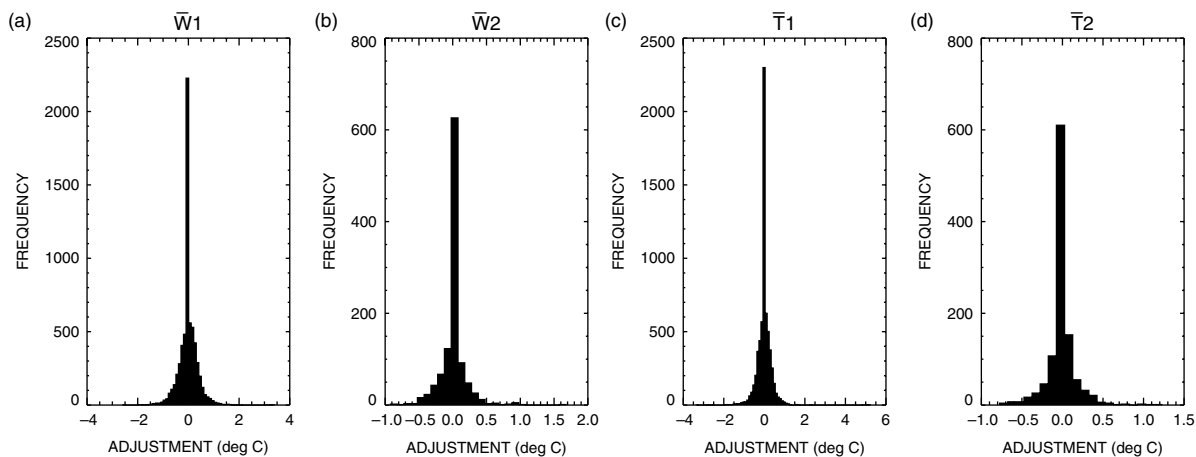 (a) W̅1
2500
2000
1500
1000
500
0
FREQUENCY
−4 −2 0 2 4
ADJUSTMENT (deg C)
(b) W̅2
800
600
400
200
0
FREQUENCY
−1.0 −0.5 0.0 0.5 1.0 1.5 2.0
ADJUSTMENT (deg C)
(c) T̅1
2500
2000
1500
1000
500
0
FREQUENCY
−4 −2 0 2 4 6
ADJUSTMENT (deg C)
(d) T̅2
800
600
400
200
0
FREQUENCY
−1.0 −0.5 0.0 0.5 1.0 1.5
ADJUSTMENT (deg C)